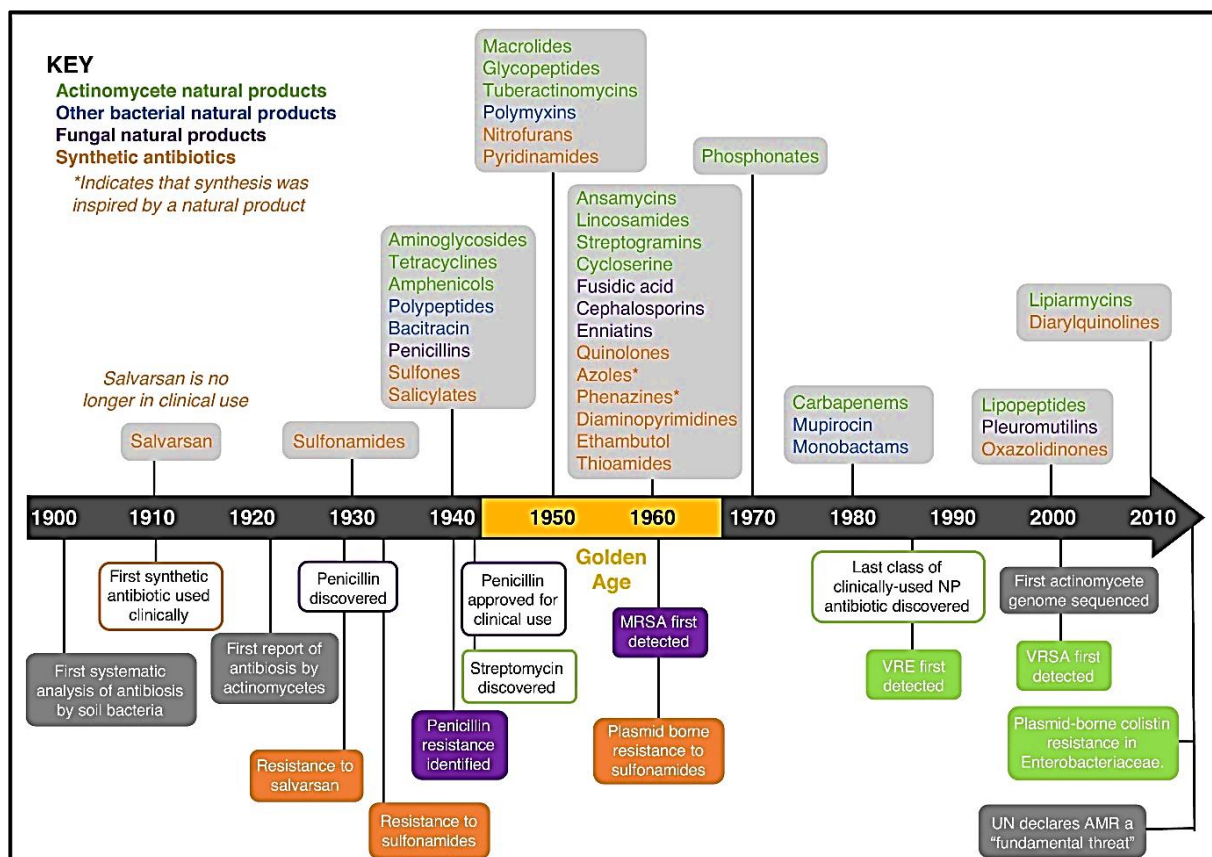 KEY
Actinomycete natural products
Other bacterial natural products
Fungal natural products
Synthetic antibiotics
*Indicates that synthesis was
inspired by a natural product
Macrolides
Glycopeptides
Tuberactinomycins
Polymyxins
Nitrofurans
Pyridinamides
Phosphonates
Aminoglycosides
Tetracyclines
Amphenicols
Polypeptides
Bacitracin
Penicillins
Sulfones
Salicylates
Ansamycins
Lincosamides
Streptogramins
Cycloserine
Fusidic acid
Cephalosporins
Enniatins
Quinolones
Azoles*
Phenazines*
Diaminopyrimidines
Ethambutol
Thioamides
Lipiarmycins
Diarylquinolines
Salvarsan is no
longer in clinical use
Salvarsan
Sulfonamides
Carbapenems
Mupirocin
Monobactams
Lipopeptides
Pleuromutilins
Oxazolidinones
1900 1910 1920 1930 1940 1950 1960 1970 1980 1990 2000 2010
Golden
Age
First synthetic
antibiotic used
clinically
Penicillin
discovered
Penicillin
approved for
clinical use
MRSA first
detected
Last class of
clinically-used NP
antibiotic discovered
First actinomycete
genome sequenced
First systematic
analysis of antibiosis
by soil bacteria
First report of
antibiosis by
actinomycetes
Streptomycin
discovered
VRE first
detected
VRSA first
detected
Resistance to
salvarsan
Penicillin
resistance
identified
Plasmid borne
resistance to
sulfonamides
Plasmid-borne colistin
resistance in
Enterobacteriaceae.
Resistance to
sulfonamides
UN declares AMR a
“fundamental threat”